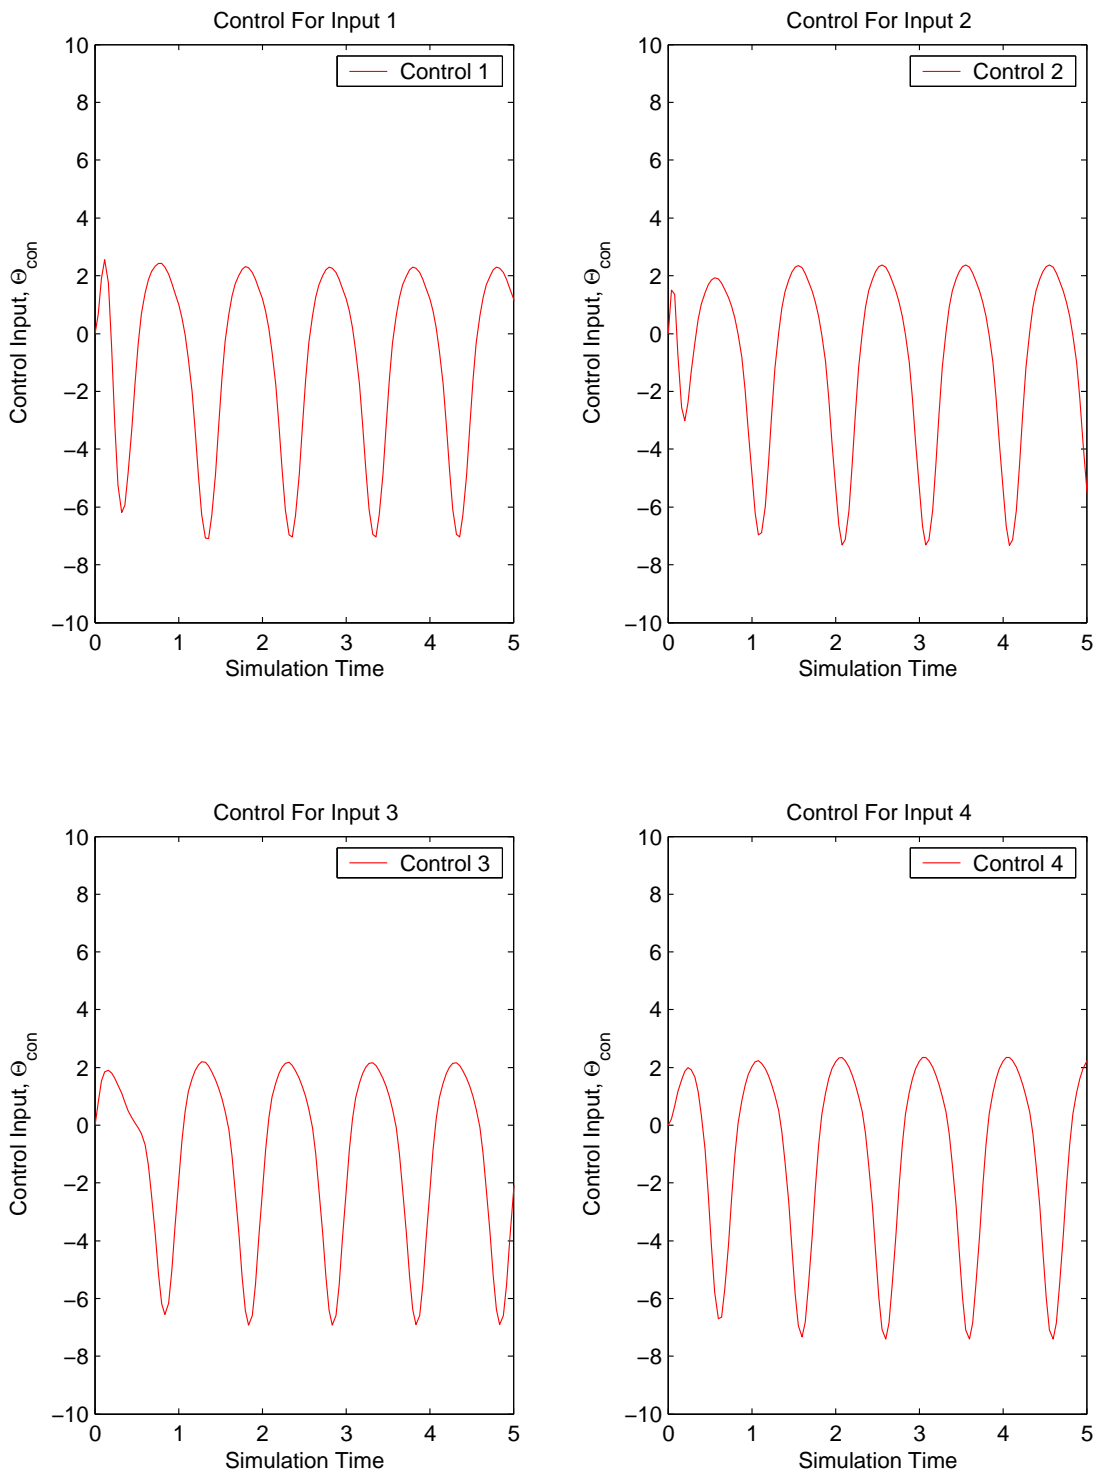 Control For Input 1
10
8
6
4
2
0
−2
−4
−6
−8
−10
0 1 2 3 4 5
Control Input, Θcon
Simulation Time
Control 1
Control For Input 2
10
8
6
4
2
0
−2
−4
−6
−8
−10
0 1 2 3 4 5
Control Input, Θcon
Simulation Time
Control 2
Control For Input 3
10
8
6
4
2
0
−2
−4
−6
−8
−10
0 1 2 3 4 5
Control Input, Θcon
Simulation Time
Control 3
Control For Input 4
10
8
6
4
2
0
−2
−4
−6
−8
−10
0 1 2 3 4 5
Control Input, Θcon
Simulation Time
Control 4